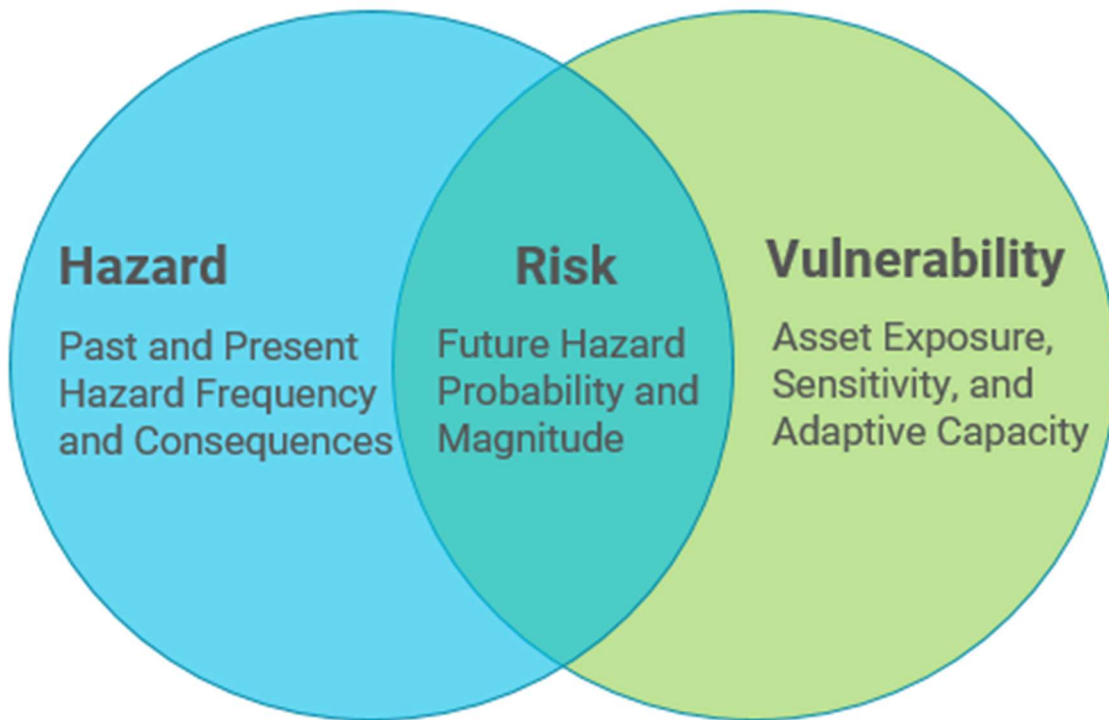 Hazard
Past and Present
Hazard Frequency
and Consequences
Risk
Future Hazard
Probability and
Magnitude
Vulnerability
Asset Exposure,
Sensitivity, and
Adaptive Capacity